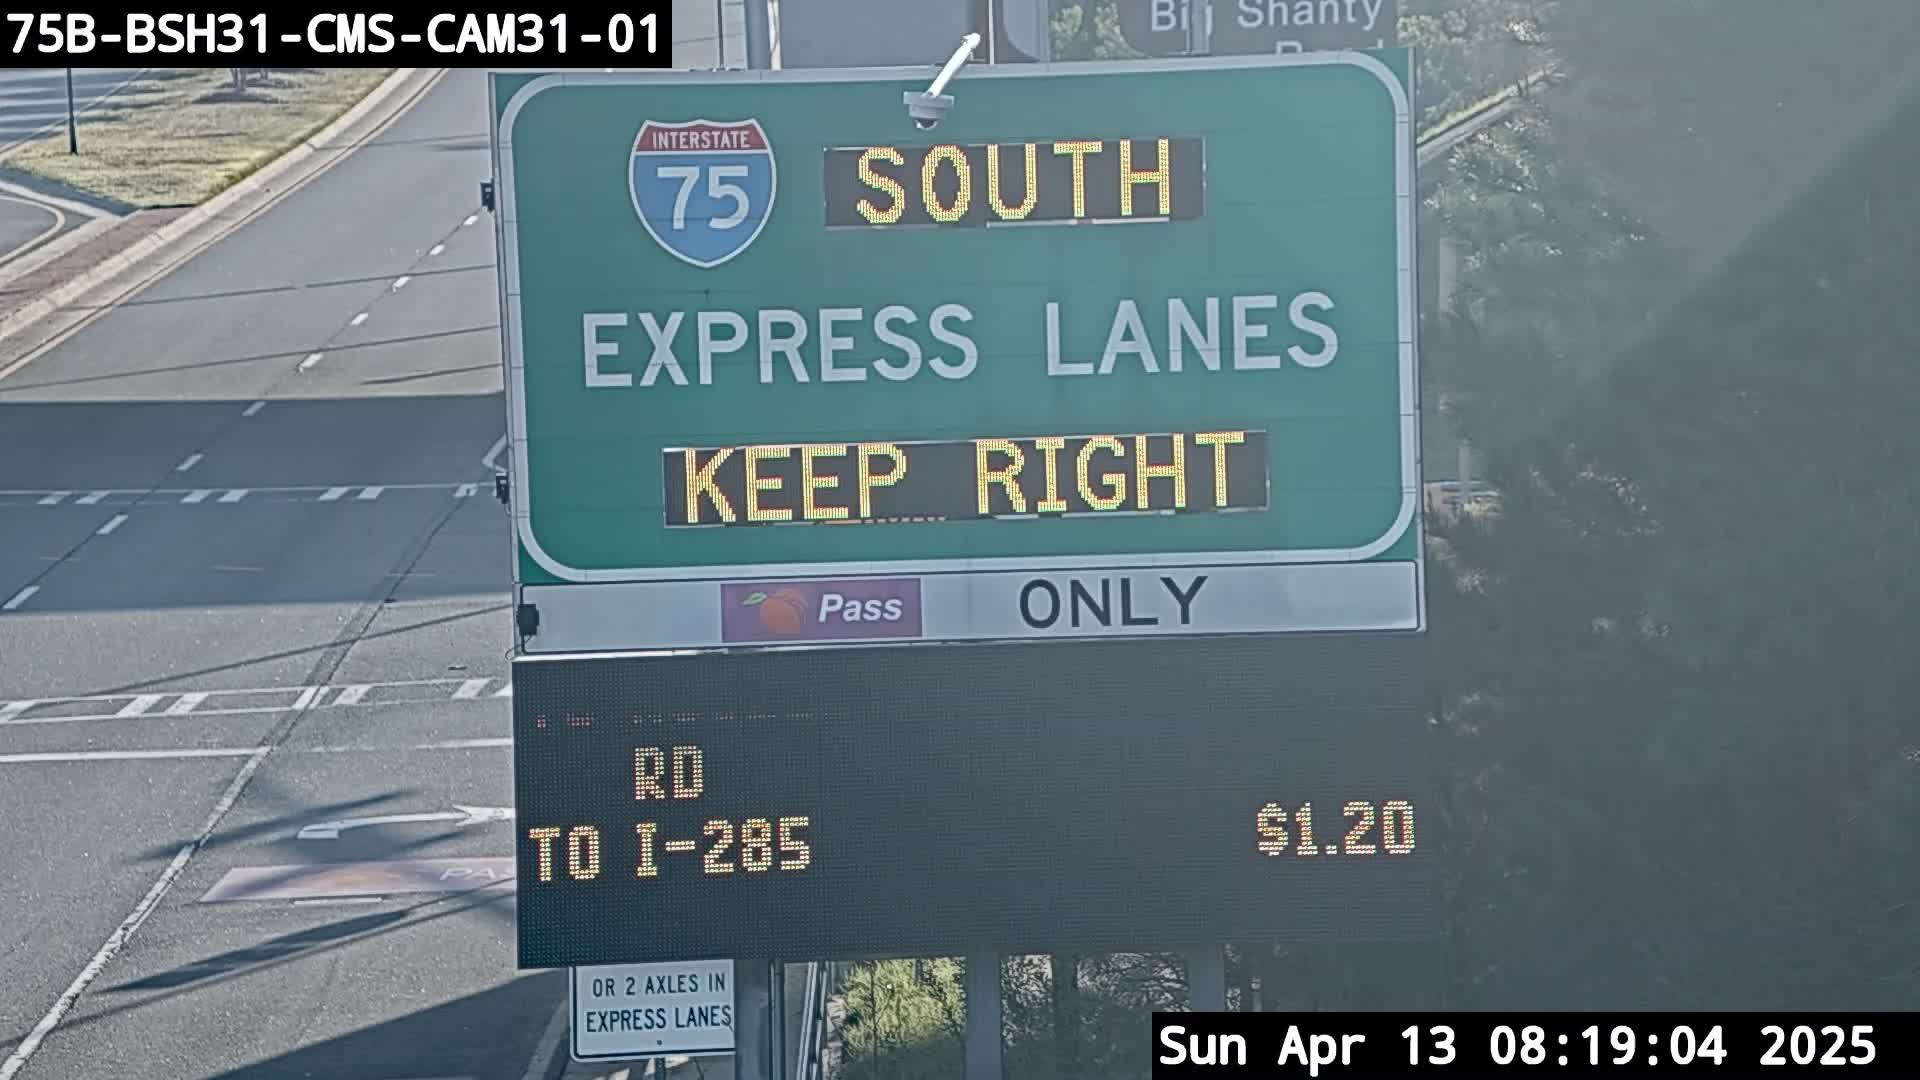 75B-BSH31-CMS-CAM31-01
Big Shanty
Road
INTERSTATE
75
SOUTH
EXPRESS LANES
KEEP RIGHT
Pass
ONLY
RD
TO I-285
$1.20
OR 2 AXLES IN
EXPRESS LANES
Sun Apr 13 08:19:04 2025